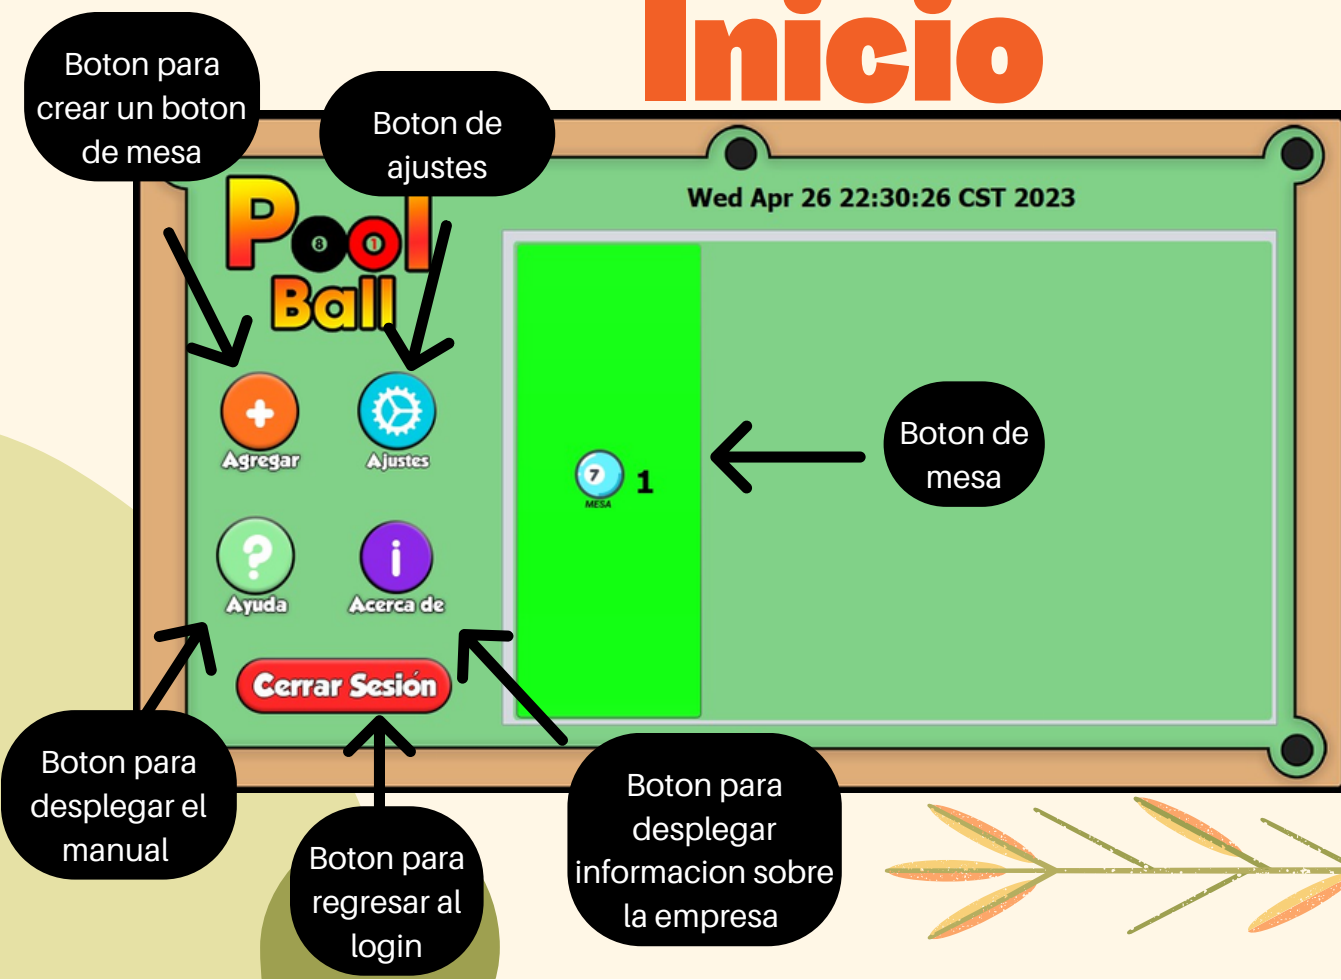 Inicio
Boton para
crear un boton
de mesa
Boton de
ajustes
Wed Apr 26 22:30:26 CST 2023
Pool
8
1
Ball
Agregar
Ajustes
7
MESA
1
Boton de
mesa
?
i
Ayuda
Acerca de
Cerrar Sesión
Boton para
desplegar el
manual
Boton para
regresar al
login
Boton para
desplegar
informacion sobre
la empresa